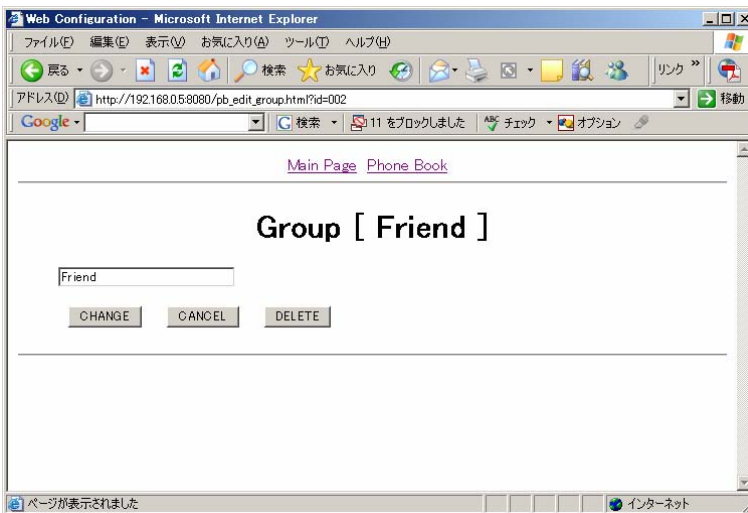 Web Configuration - Microsoft Internet Explorer
ファイル(F) 編集(E) 表示(V) お気に入り(A) ツール(T) ヘルプ(H)
戻る 検索 お気に入り リンク »
アドレス(D) http://192.168.0.5:8080/pb_edit_group.html?id=002 移動
Google 検索 11 をブロックしました ABC チェック オプション
Main Page Phone Book
Group [ Friend ]
Friend
CHANGE CANCEL DELETE
ページが表示されました インターネット